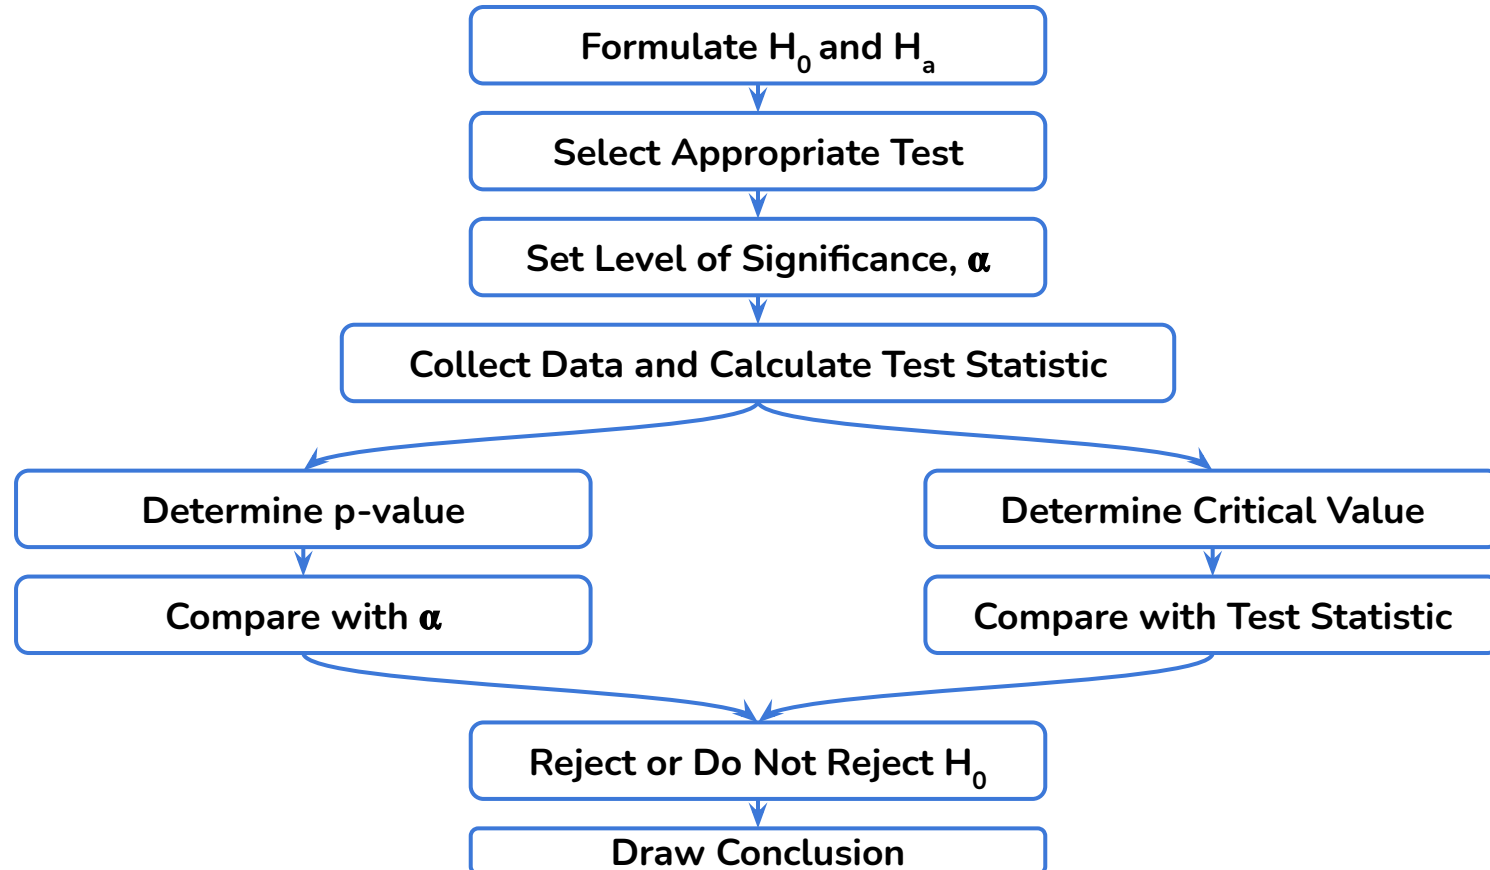 Formulate H₀ and Hₐ
Select Appropriate Test
Set Level of Significance, α
Collect Data and Calculate Test Statistic
Determine p-value
Determine Critical Value
Compare with α
Compare with Test Statistic
Reject or Do Not Reject H₀
Draw Conclusion